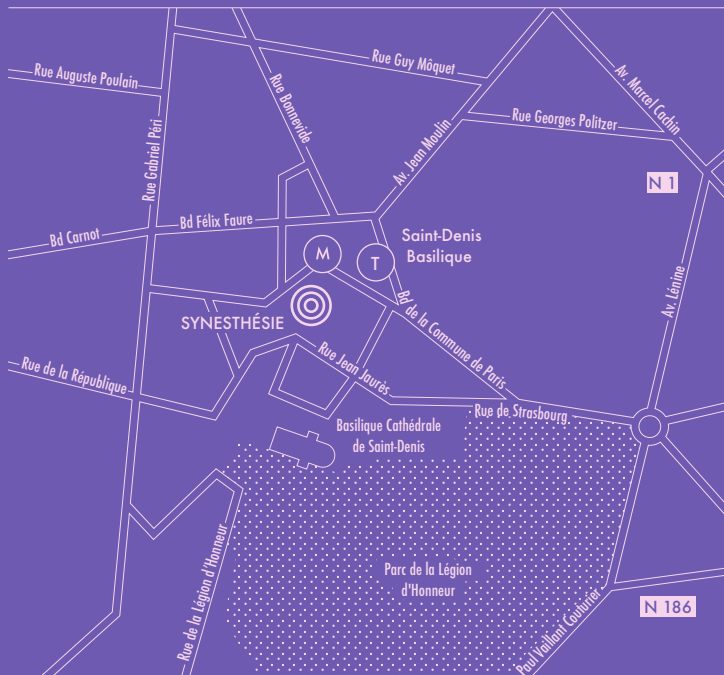 Rue Guy Môquet
Rue Auguste Poulain
Av. Marcel Cachin
Rue Bonnevide
Rue Georges Politzer
Av. Jean Moulin
Rue Gabriel Péri
N 1
Bd Félix Faure
Bd Carnot
Saint-Denis
Basilique
M
T
Av. Lénine
SYNESTHÉSIE
Bd de la Commune de Paris
Rue Jean Jaurès
Rue de la République
Rue de Strasbourg
Basilique Cathédrale
de Saint-Denis
Parc de la Légion
d'Honneur
Rue de la Légion d'Honneur
Paul Vaillant Couturier
N 186